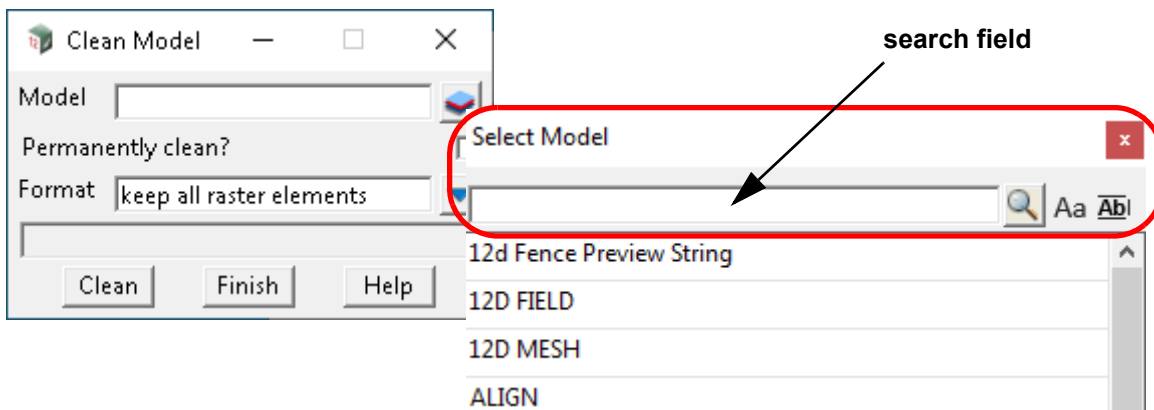 Clean Model
Model
Permanently clean?
Format keep all raster elements
Clean Finish Help
search field
Select Model
Aa Abl
12d Fence Preview String
12D FIELD
12D MESH
ALIGN